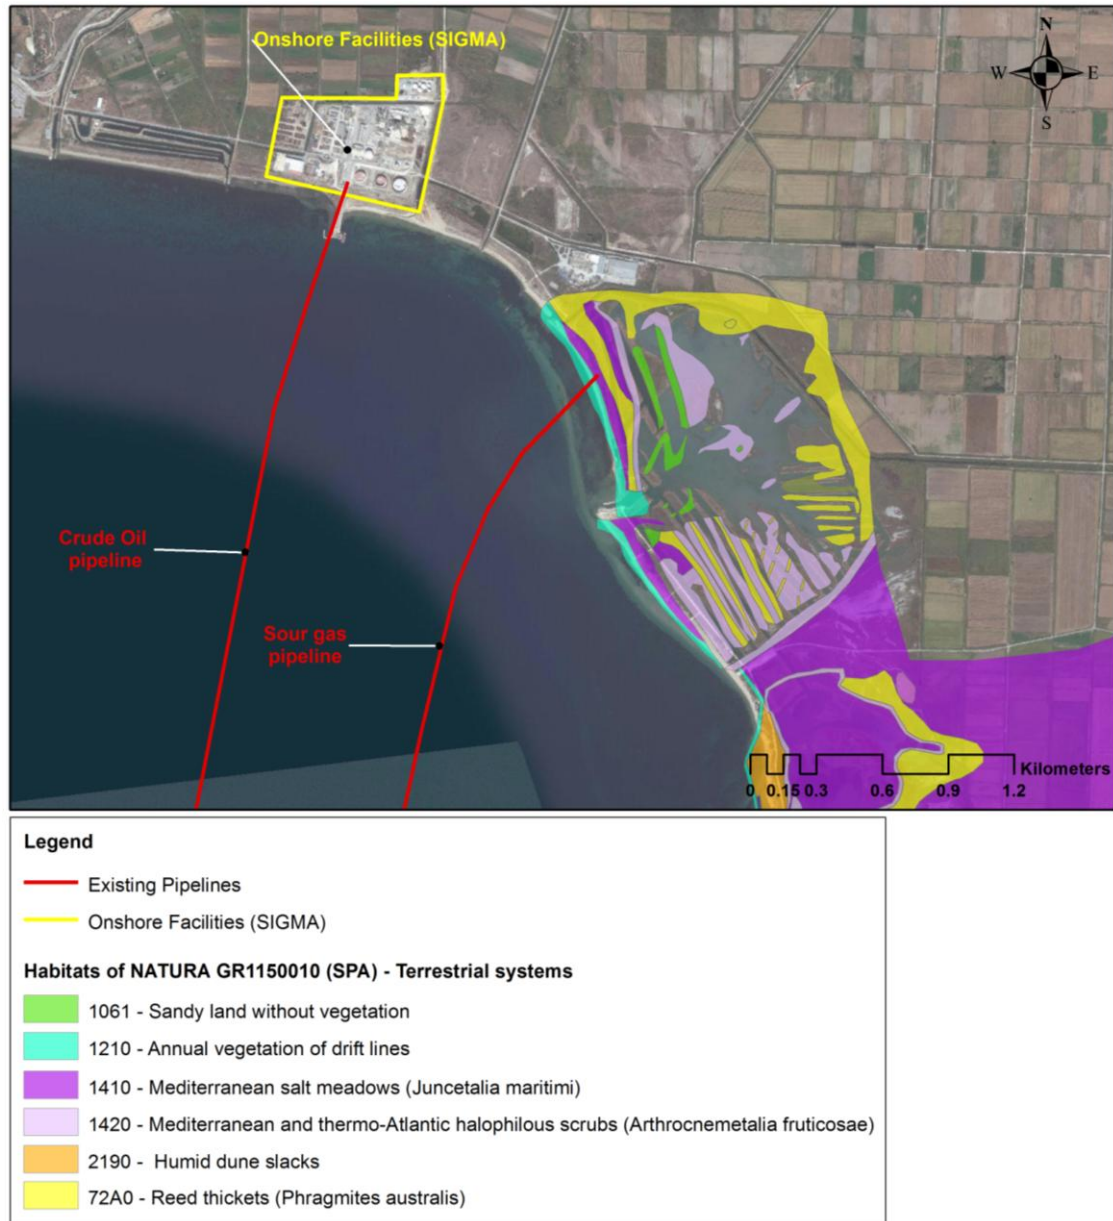 Onshore Facilities (SIGMA)
N
W
E
S
Crude Oil
pipeline
Sour gas
pipeline
Kilometers
0 0.15 0.3 0.6 0.9 1.2
Legend
Existing Pipelines
Onshore Facilities (SIGMA)
Habitats of NATURA GR1150010 (SPA) - Terrestrial systems
1061 - Sandy land without vegetation
1210 - Annual vegetation of drift lines
1410 - Mediterranean salt meadows (Juncetalia maritimi)
1420 - Mediterranean and thermo-Atlantic halophilous scrubs (Arthrocnemetalia fruticosae)
2190 - Humid dune slacks
72A0 - Reed thickets (Phragmites australis)